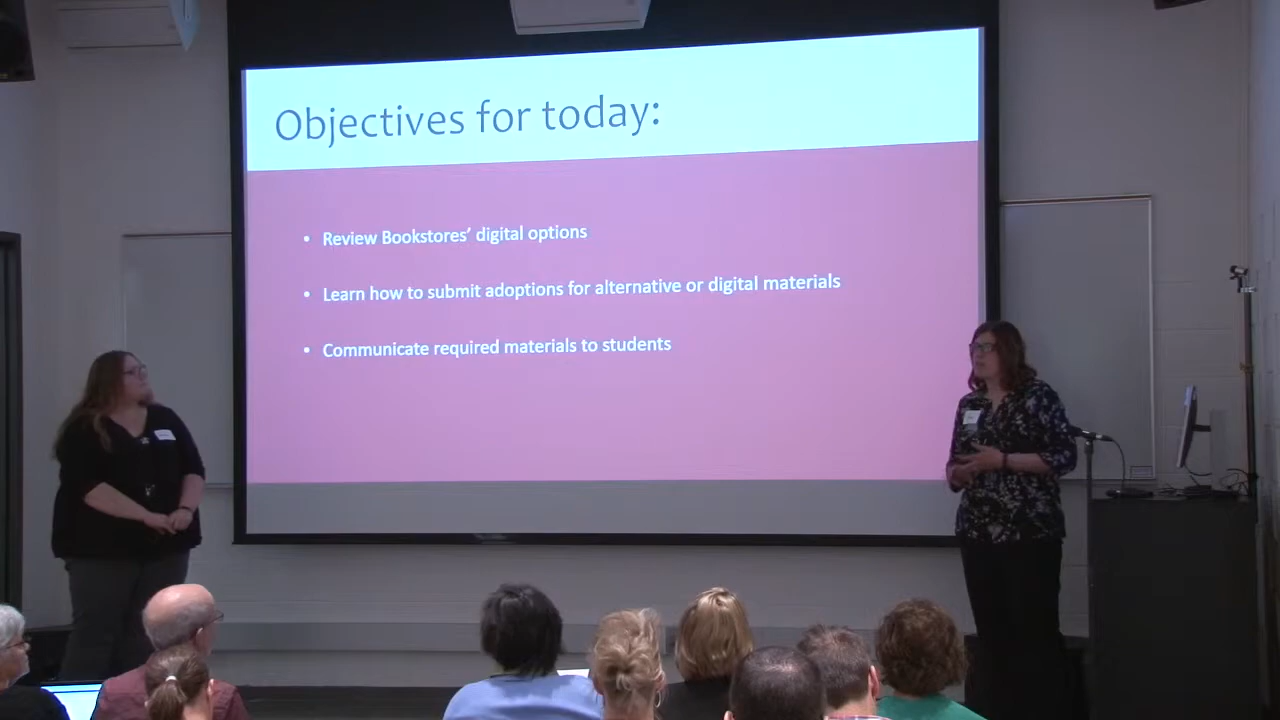 Objectives for today:
• Review Bookstores’ digital options
• Learn how to submit adoptions for alternative or digital materials
• Communicate required materials to students